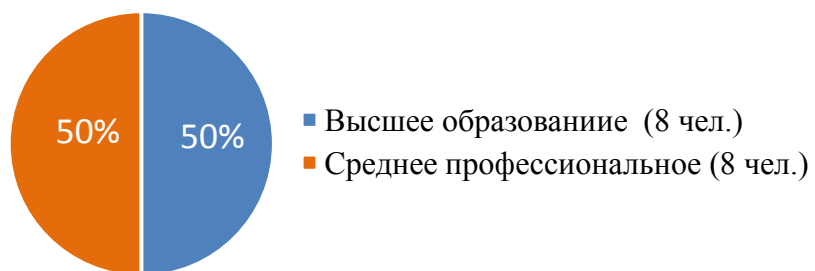 50% 50%
Высшее образованиие (8 чел.)
Среднее профессиональное (8 чел.)